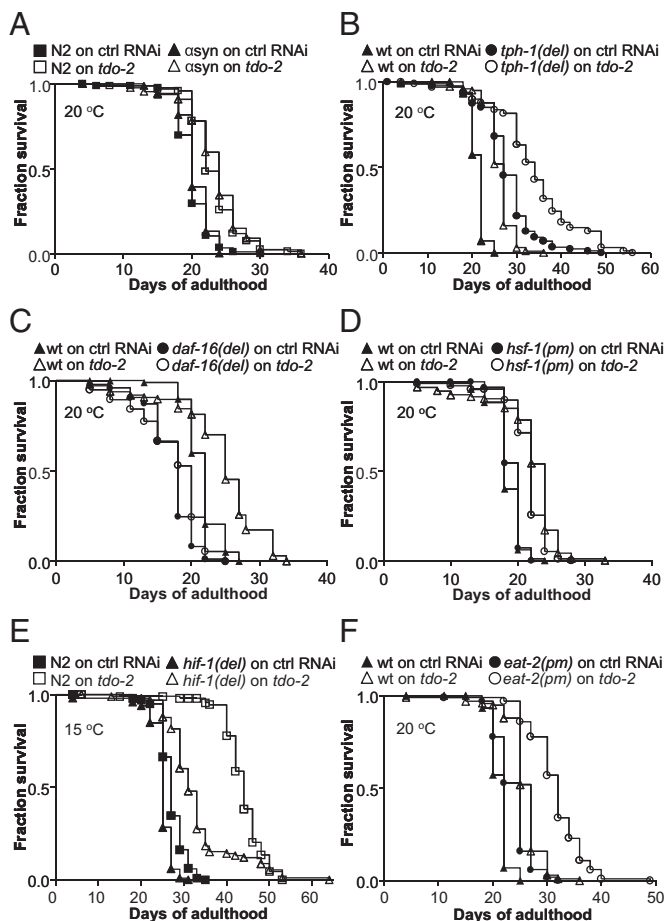 A
■ N2 on ctrl RNAi ▲ αsyn on ctrl RNAi
□ N2 on tdo-2 △ αsyn on tdo-2
1.0
0.5
0.0
Fraction survival
20 °C
0 10 20 30 40
Days of adulthood
B
▲ wt on ctrl RNAi ● tph-1(del) on ctrl RNAi
△ wt on tdo-2 ○ tph-1(del) on tdo-2
1.0
0.5
0.0
Fraction survival
20 °C
0 10 20 30 40 50 60
Days of adulthood
C
▲ wt on ctrl RNAi ● daf-16(del) on ctrl RNAi
△ wt on tdo-2 ○ daf-16(del) on tdo-2
1.0
0.5
0.0
Fraction survival
20 °C
0 10 20 30 40
Days of adulthood
D
▲ wt on ctrl RNAi ● hsf-1(pm) on ctrl RNAi
△ wt on tdo-2 ○ hsf-1(pm) on tdo-2
1.0
0.5
0.0
Fraction survival
20 °C
0 10 20 30 40
Days of adulthood
E
■ N2 on ctrl RNAi ▲ hif-1(del) on ctrl RNAi
□ N2 on tdo-2 △ hif-1(del) on tdo-2
1.0
0.5
0.0
Fraction survival
15 °C
0 20 40 60
Days of adulthood
F
▲ wt on ctrl RNAi ● eat-2(pm) on ctrl RNAi
△ wt on tdo-2 ○ eat-2(pm) on tdo-2
1.0
0.5
0.0
Fraction survival
20 °C
0 10 20 30 40 50
Days of adulthood